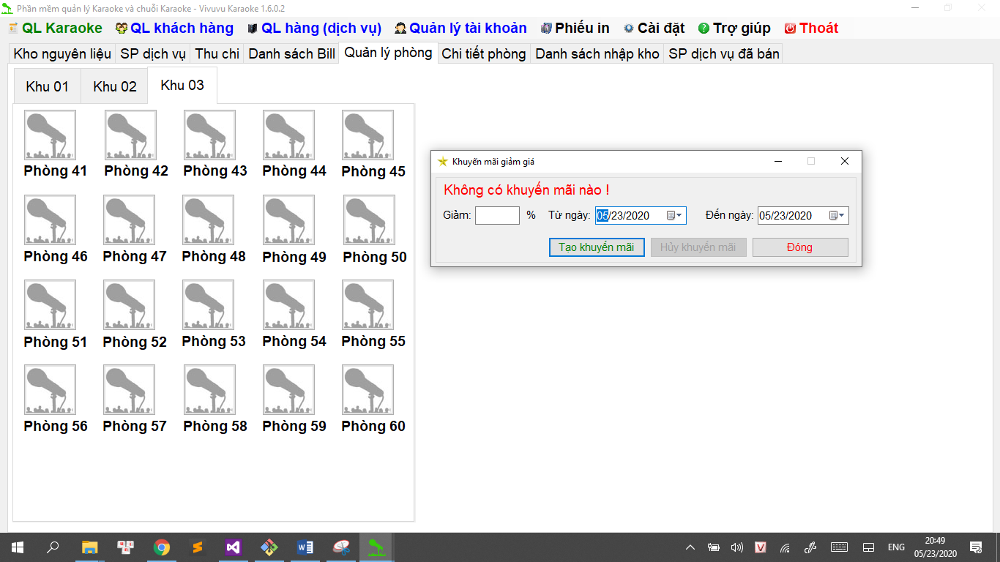 Phần mềm quản lý Karaoke và chuỗi Karaoke - Vivuvu Karaoke 1.6.0.2
QL Karaoke QL khách hàng QL hàng (dịch vụ) Quản lý tài khoản Phiếu in Cài đặt Trợ giúp Thoát
Kho nguyên liệu SP dịch vụ Thu chi Danh sách Bill Quản lý phòng Chi tiết phòng Danh sách nhập kho SP dịch vụ đã bán
Khu 01 Khu 02 Khu 03
Phòng 41 Phòng 42 Phòng 43 Phòng 44 Phòng 45
Phòng 46 Phòng 47 Phòng 48 Phòng 49 Phòng 50
Phòng 51 Phòng 52 Phòng 53 Phòng 54 Phòng 55
Phòng 56 Phòng 57 Phòng 58 Phòng 59 Phòng 60
Khuyến mãi giảm giá
Không có khuyến mãi nào !
Giảm: % Từ ngày: 05/23/2020 Đến ngày: 05/23/2020
Tạo khuyến mãi Hủy khuyến mãi Đóng
ENG
20:49
05/23/2020